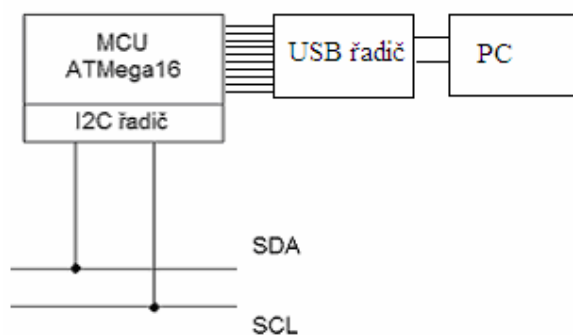 MCU
ATMega16
I2C řadič
USB řadič
PC
SDA
SCL